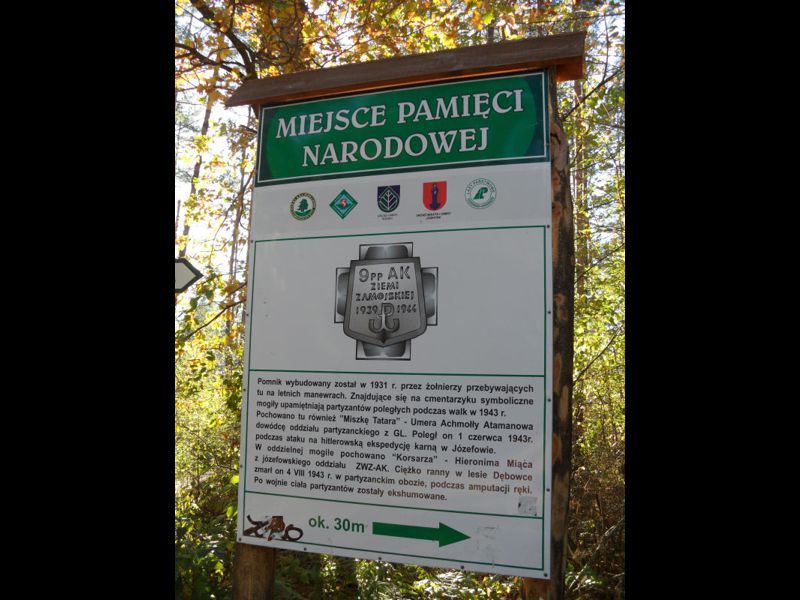 MIEJSCE PAMIĘCI
NARODOWEJ
9PP AK
ZIEMI
ZAMOJSKIEJ
1939 1944
Pomnik wybudowany został w 1931 r. przez żołnierzy przebywających
tu na letnich manewrach. Znajdujące się na cmentarzyku symboliczne
mogiły upamiętniają partyzantów poległych podczas walk w 1943 r.
Pochowano tu również "Miszkę Tatara" - Umera Achmołły Atamanowa
dowódcę oddziału partyzanckiego z GL. Poległ on 1 czerwca 1943r.
podczas ataku na hitlerowską ekspedycję karną w Józefowie.
W oddzielnej mogile pochowano "Korsarza" - Hieronima Miąca
z józefowskiego oddziału ZWZ-AK. Ciężko ranny w lesie Dębowce
zmarł on 4 VIII 1943 r. w partyzanckim obozie, podczas amputacji ręki.
Po wojnie ciała partyzantów zostały ekshumowane.
ok. 30m